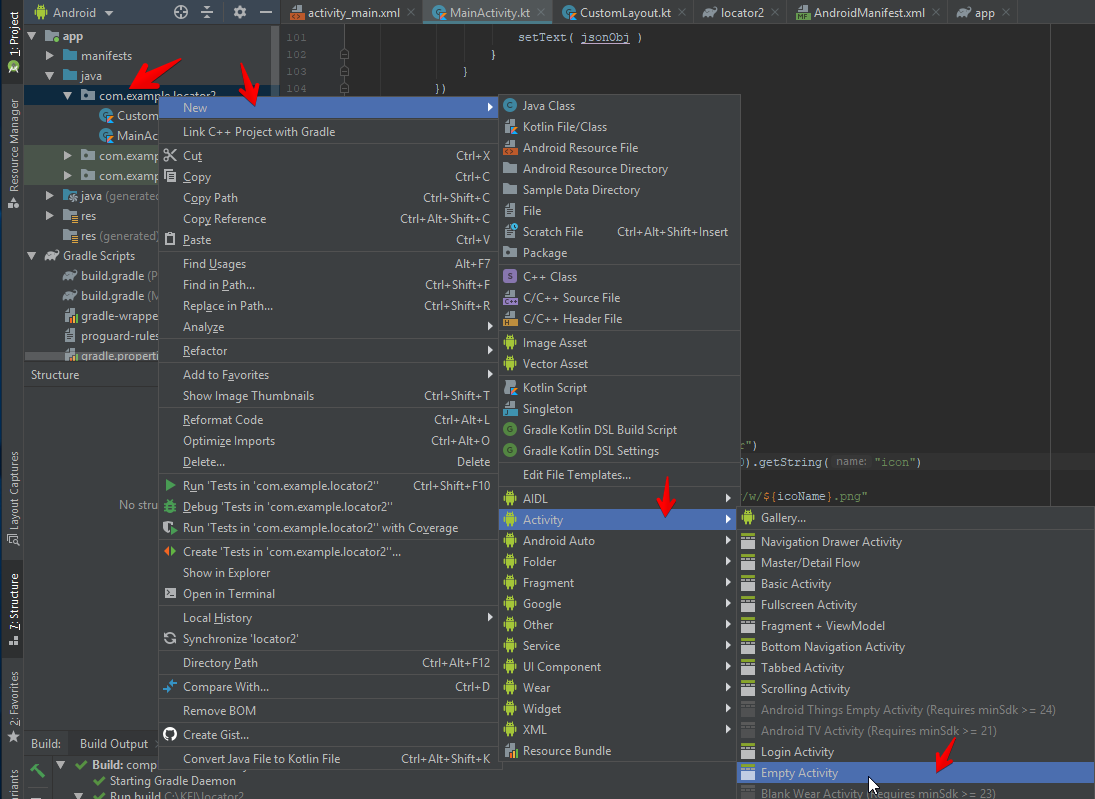 Android
activity_main.xml
MainActivity.kt
CustomLayout.kt
locator2
AndroidManifest.xml
app
1: Project
Resource Manager
Layout Captures
7: Structure
2: Favorites
app
manifests
java
com.example.locator2
Custom
MainAc
com.examp
com.examp
java (generated
res
res (generated)
Gradle Scripts
build.gradle (P
build.gradle (M
gradle-wrappe
proguard-rules
gradle.properti
Structure
No stru
101 setText( jsonObj )
102 }
103 }
104 })
").getString( name: "icon")
/w/${icoName}.png"
New
Link C++ Project with Gradle
Cut Ctrl+X
Copy Ctrl+C
Copy Path Ctrl+Shift+C
Copy Reference Ctrl+Alt+Shift+C
Paste Ctrl+V
Find Usages Alt+F7
Find in Path... Ctrl+Shift+F
Replace in Path... Ctrl+Shift+R
Analyze
Refactor
Add to Favorites
Show Image Thumbnails Ctrl+Shift+T
Reformat Code Ctrl+Alt+L
Optimize Imports Ctrl+Alt+O
Delete... Delete
Run 'Tests in 'com.example.locator2'' Ctrl+Shift+F10
Debug 'Tests in 'com.example.locator2''
Run 'Tests in 'com.example.locator2'' with Coverage
Create 'Tests in 'com.example.locator2''...
Show in Explorer
Open in Terminal
Local History
Synchronize 'locator2'
Directory Path Ctrl+Alt+F12
Compare With... Ctrl+D
Remove BOM
Create Gist...
Convert Java File to Kotlin File Ctrl+Alt+Shift+K
Java Class
Kotlin File/Class
Android Resource File
Android Resource Directory
Sample Data Directory
File
Scratch File Ctrl+Alt+Shift+Insert
Package
C++ Class
C/C++ Source File
C/C++ Header File
Image Asset
Vector Asset
Kotlin Script
Singleton
Gradle Kotlin DSL Build Script
Gradle Kotlin DSL Settings
Edit File Templates...
AIDL
Activity
Android Auto
Folder
Fragment
Google
Other
Service
UI Component
Wear
Widget
XML
Resource Bundle
Gallery...
Navigation Drawer Activity
Master/Detail Flow
Basic Activity
Fullscreen Activity
Fragment + ViewModel
Bottom Navigation Activity
Tabbed Activity
Scrolling Activity
Android Things Empty Activity (Requires minSdk >= 24)
Android TV Activity (Requires minSdk >= 21)
Login Activity
Empty Activity
Blank Wear Activity (Requires minSdk >= 23)
Build: Build Output
Build: comp
Starting Gradle Daemon
Run build C:\KEI\locator2